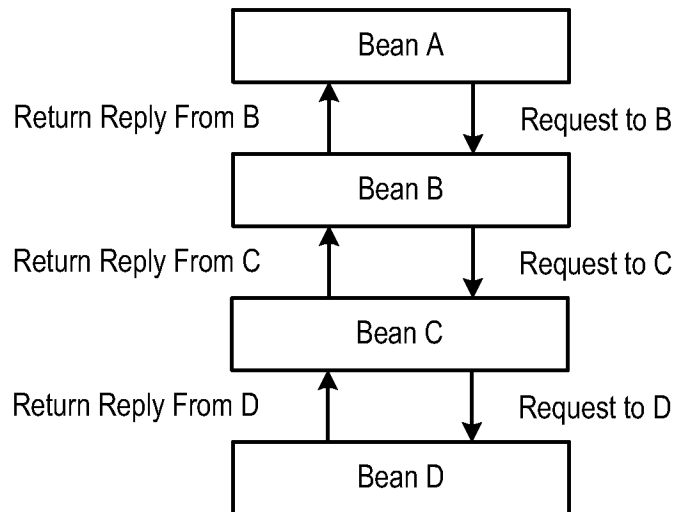 Bean A
Return Reply From B
Request to B
Bean B
Return Reply From C
Request to C
Bean C
Return Reply From D
Request to D
Bean D